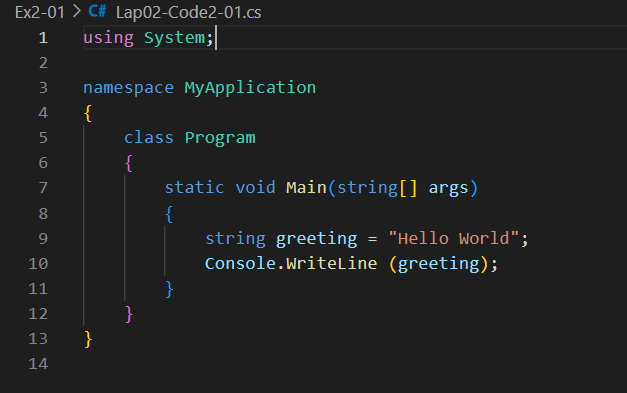 Ex2-01 > C# Lap02-Code2-01.cs
1 using System;
2
3 namespace MyApplication
4 {
5     class Program
6     {
7         static void Main(string[] args)
8         {
9             string greeting = "Hello World";
10             Console.WriteLine (greeting);
11         }
12     }
13 }
14